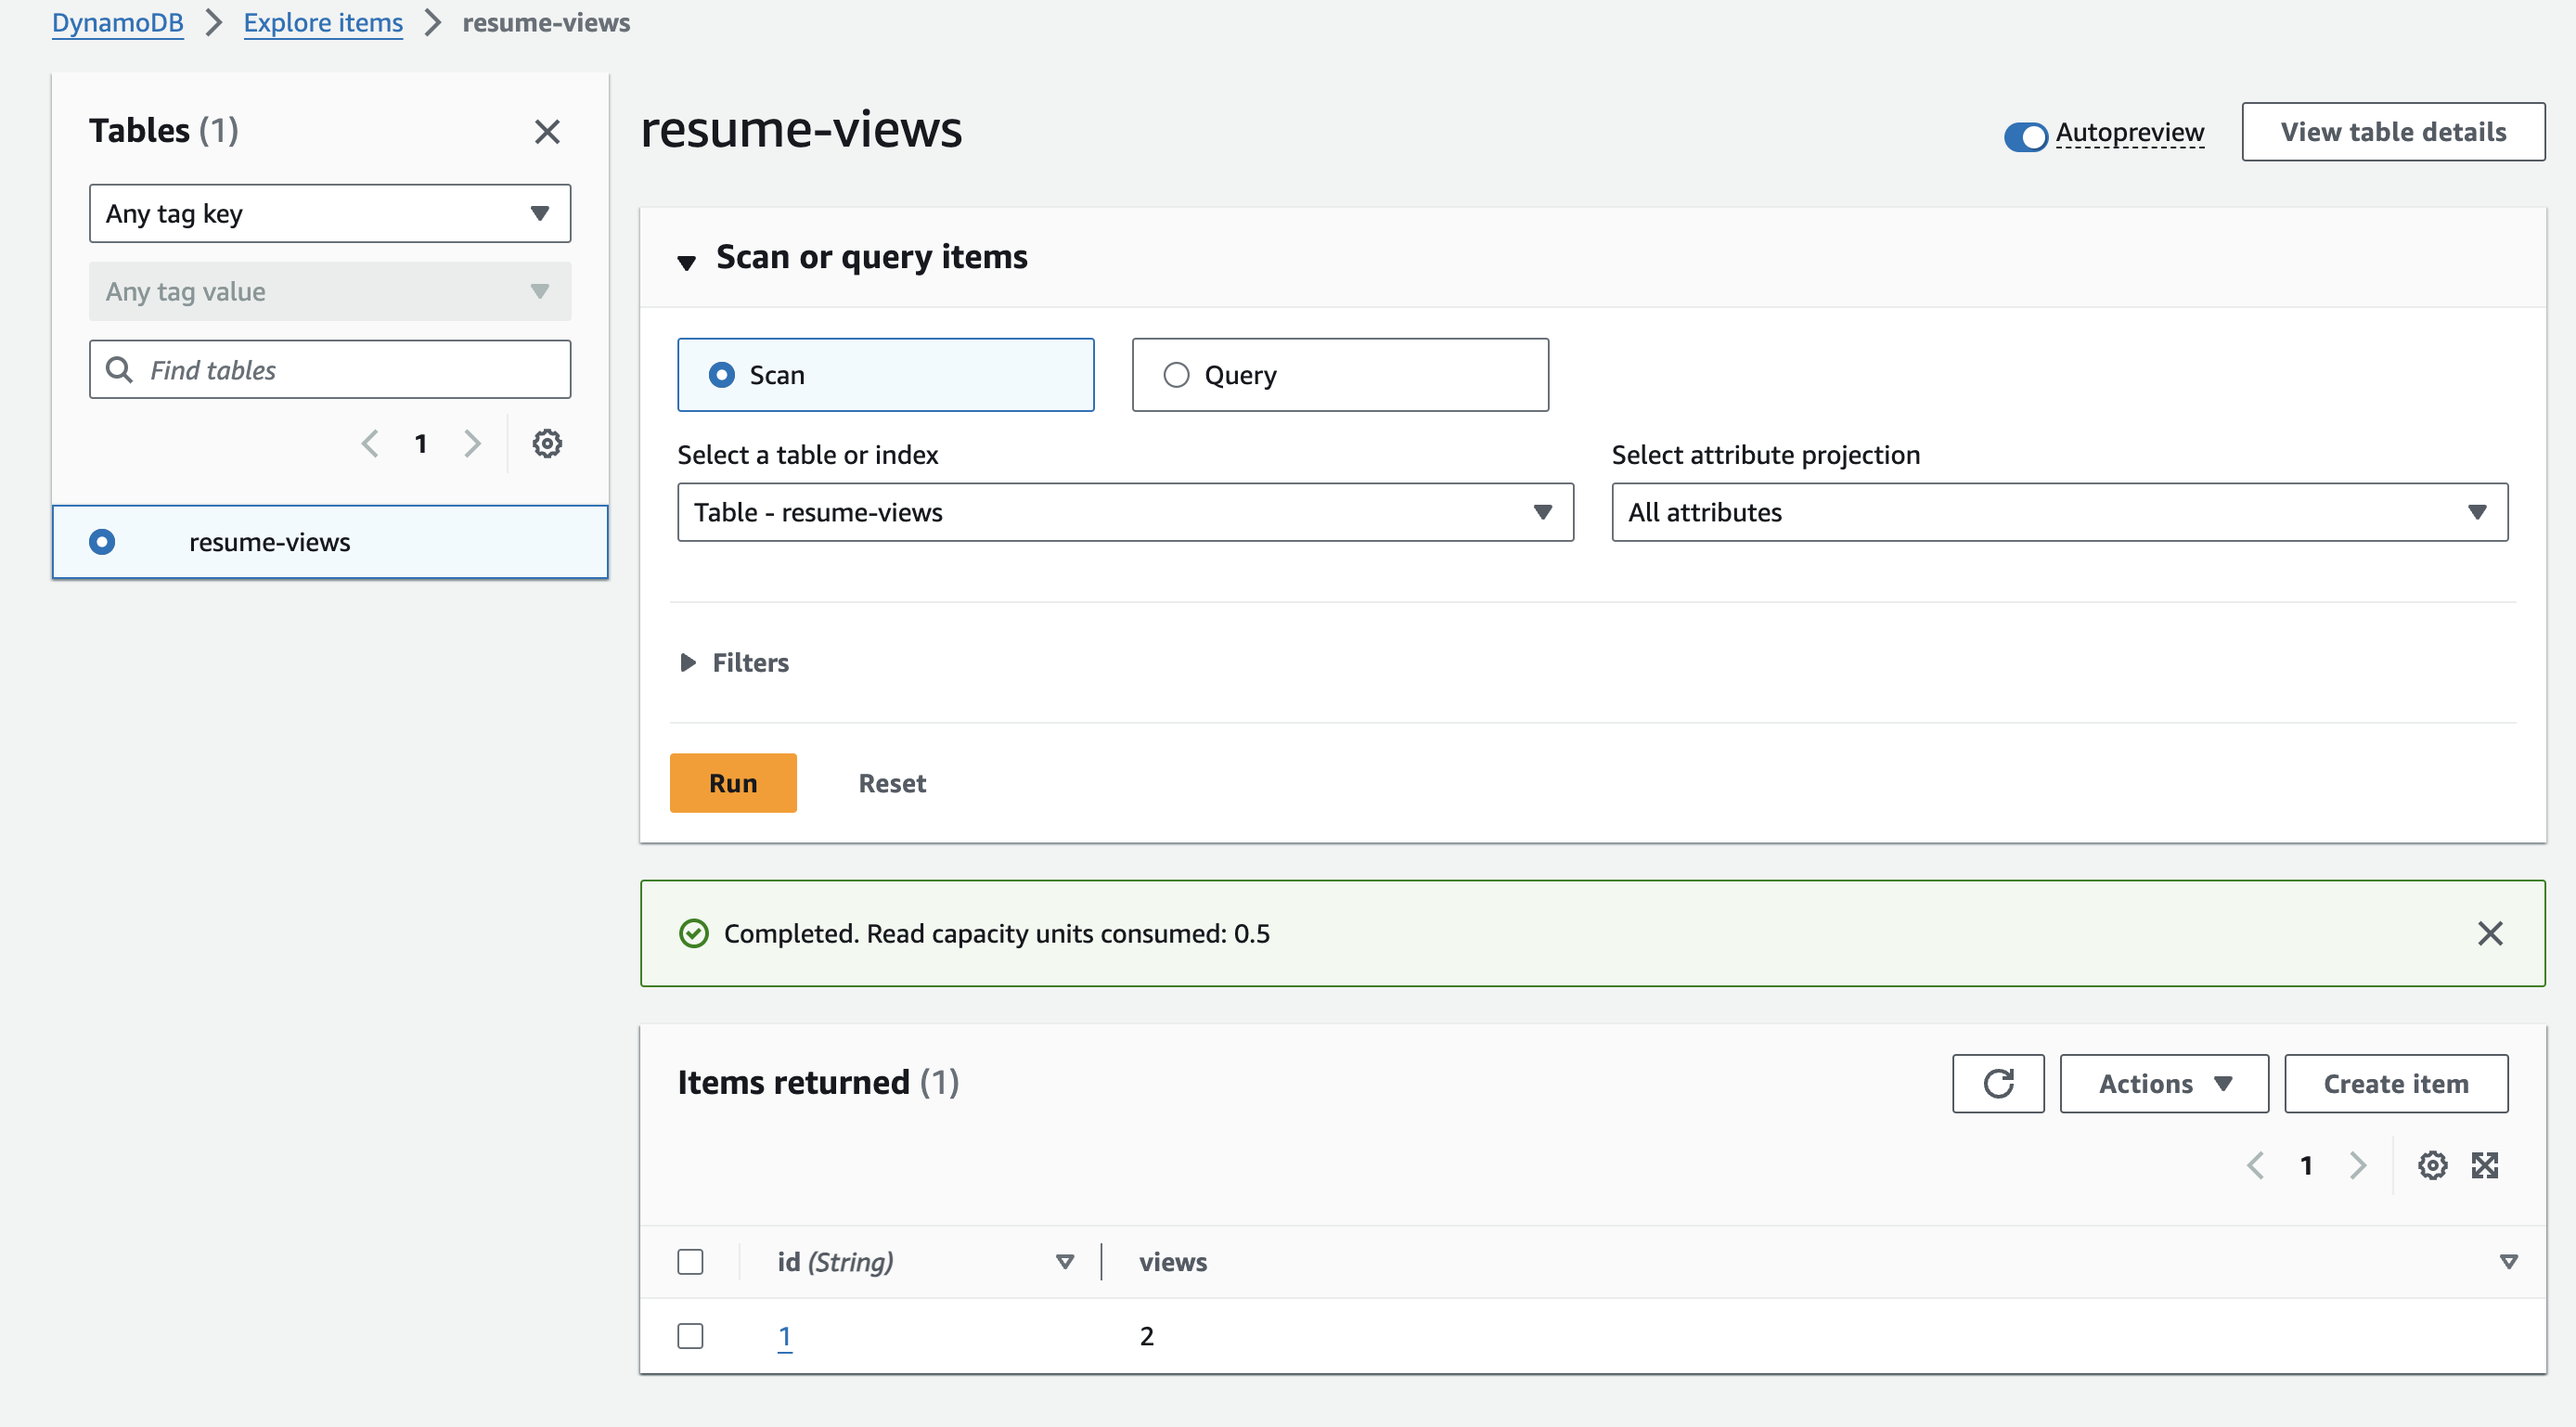 DynamoDB > Explore items > resume-views
Tables (1)
Any tag key
Any tag value
Find tables
1
resume-views
resume-views
Autopreview
View table details
Scan or query items
Scan
Query
Select a table or index
Table - resume-views
Select attribute projection
All attributes
Filters
Run
Reset
Completed. Read capacity units consumed: 0.5
Items returned (1)
Actions
Create item
1
id (String)
views
1
2